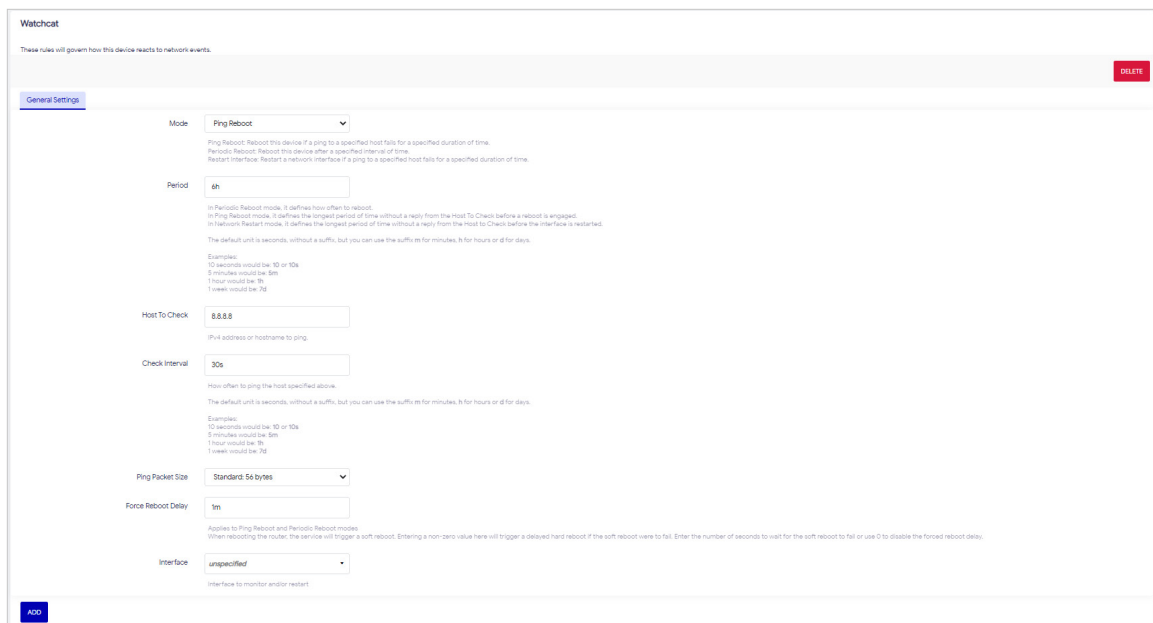 Watchcat
These rules will govern how this device reacts to network events.
DELETE
General Settings
Mode
Ping Reboot
Ping Reboot: Reboot this device if a ping to a specified host fails for a specified duration of time.
Periodic Reboot: Reboot this device after a specified interval of time.
Restart Interface: Restart a network interface if a ping to a specified host fails for a specified duration of time.
Period
6h
In Periodic Reboot mode, it defines how often to reboot.
In Ping Reboot mode, it defines the longest period of time without a reply from the Host To Check before a reboot is engaged.
In Network Restart mode, it defines the longest period of time without a reply from the Host to Check before the interface is restarted.
The default unit is seconds, without a suffix, but you can use the suffix m for minutes, h for hours or d for days.
Examples:
10 seconds would be: 10 or 10s
5 minutes would be: 5m
1 hour would be: 1h
1 week would be: 7d
Host To Check
8.8.8.8
IPv4 address or hostname to ping.
Check Interval
30s
How often to ping the host specified above.
The default unit is seconds, without a suffix, but you can use the suffix m for minutes, h for hours or d for days.
Examples:
10 seconds would be: 10 or 10s
5 minutes would be: 5m
1 hour would be: 1h
1 week would be: 7d
Ping Packet Size
Standard: 56 bytes
Force Reboot Delay
1m
Applies to Ping Reboot and Periodic Reboot modes
When rebooting the router, the service will trigger a soft reboot. Entering a non-zero value here will trigger a delayed hard reboot if the soft reboot were to fail. Enter the number of seconds to wait for the soft reboot to fail or use 0 to disable the forced reboot delay.
Interface
unspecified
Interface to monitor and/or restart
ADD